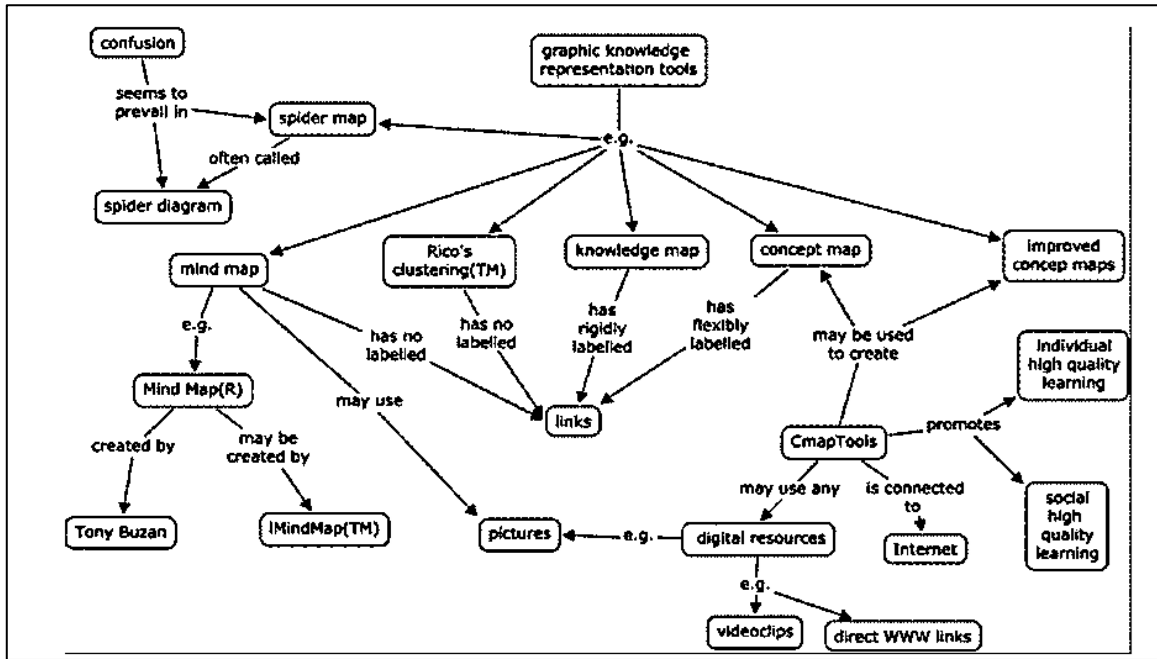 confusion
graphic knowledge
representation tools
seems to
prevail in
spider map
e.g.
often called
spider diagram
mind map
Rico's
clustering(TM)
knowledge map
concept map
improved
concep maps
e.g.
has no
labelled
has no
labelled
has
rigidly
labelled
has
flexibly
labelled
may be used
to create
Individual
high quality
learning
Mind Map(R)
may use
links
CmapTools
promotes
created by
may be
created by
may use any
is connected
to
social
high
quality
learning
Tony Buzan
iMindMap(TM)
pictures
e.g.
digital resources
Internet
e.g.
videoclips
direct WWW links